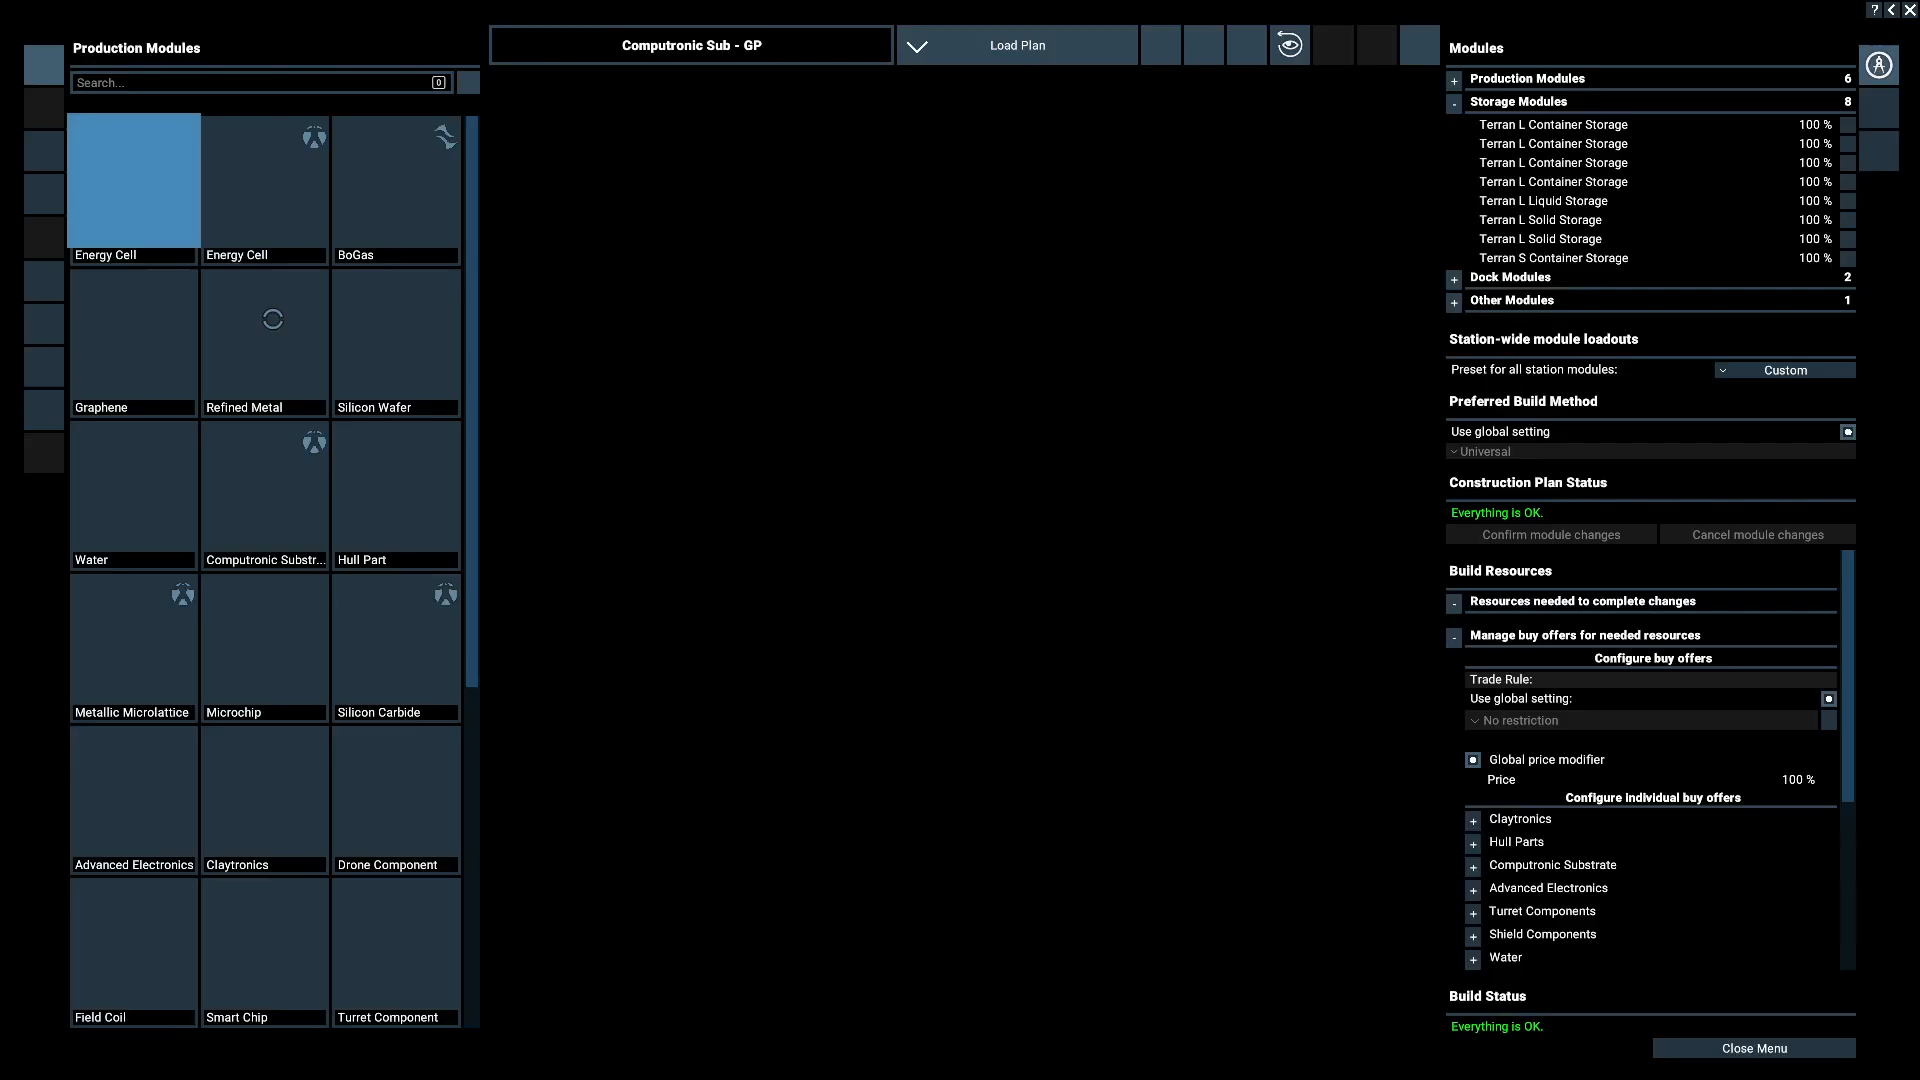 ?
Production Modules
Search...
0
Energy Cell
Energy Cell
BoGas
Graphene
Refined Metal
Silicon Wafer
Water
Computronic Substr...
Hull Part
Metallic Microlattice
Microchip
Silicon Carbide
Advanced Electronics
Claytronics
Drone Component
Field Coil
Smart Chip
Turret Component
Computronic Sub - GP
Load Plan
Modules
+ Production Modules 6
- Storage Modules 8
Terran L Container Storage 100 %
Terran L Container Storage 100 %
Terran L Container Storage 100 %
Terran L Container Storage 100 %
Terran L Liquid Storage 100 %
Terran L Solid Storage 100 %
Terran L Solid Storage 100 %
Terran S Container Storage 100 %
+ Dock Modules 2
+ Other Modules 1
Station-wide module loadouts
Preset for all station modules: Custom
Preferred Build Method
Use global setting
Universal
Construction Plan Status
Everything is OK.
Confirm module changes Cancel module changes
Build Resources
- Resources needed to complete changes
- Manage buy offers for needed resources
Configure buy offers
Trade Rule:
Use global setting:
No restriction
Global price modifier
Price 100 %
Configure individual buy offers
+ Claytronics
+ Hull Parts
+ Computronic Substrate
+ Advanced Electronics
+ Turret Components
+ Shield Components
+ Water
Build Status
Everything is OK.
Close Menu